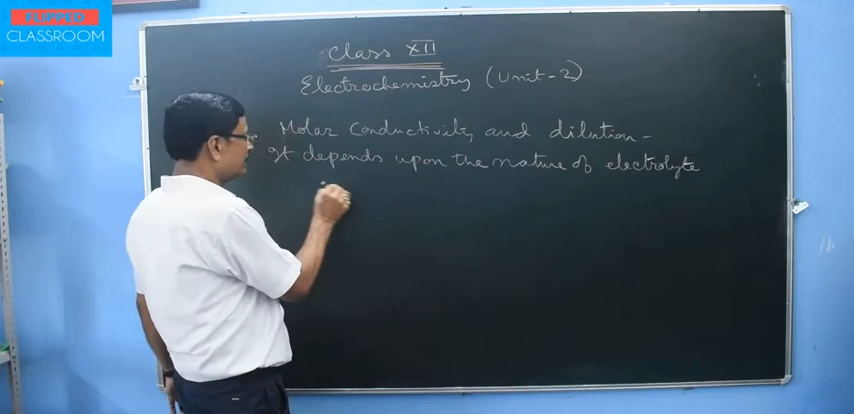 FLIPPED
CLASSROOM
Class XII
Electrochemistry (Unit-2)
Molar Conductivity and dilution -
It depends upon the nature of electrolyte